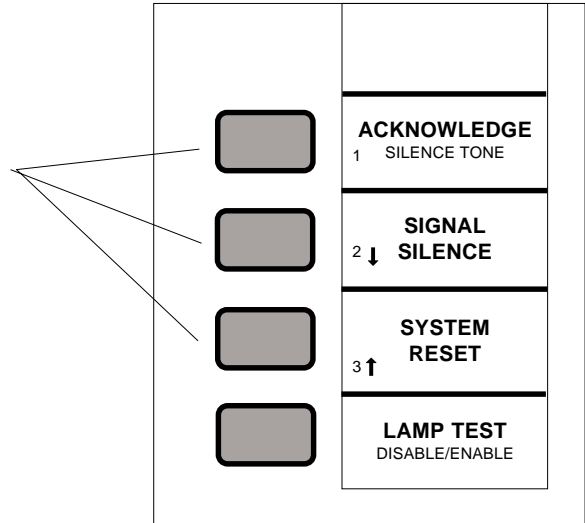 ACKNOWLEDGE
1 SILENCE TONE
SIGNAL
2 ⬇ SILENCE
SYSTEM
RESET
3 ⬆
LAMP TEST
DISABLE/ENABLE